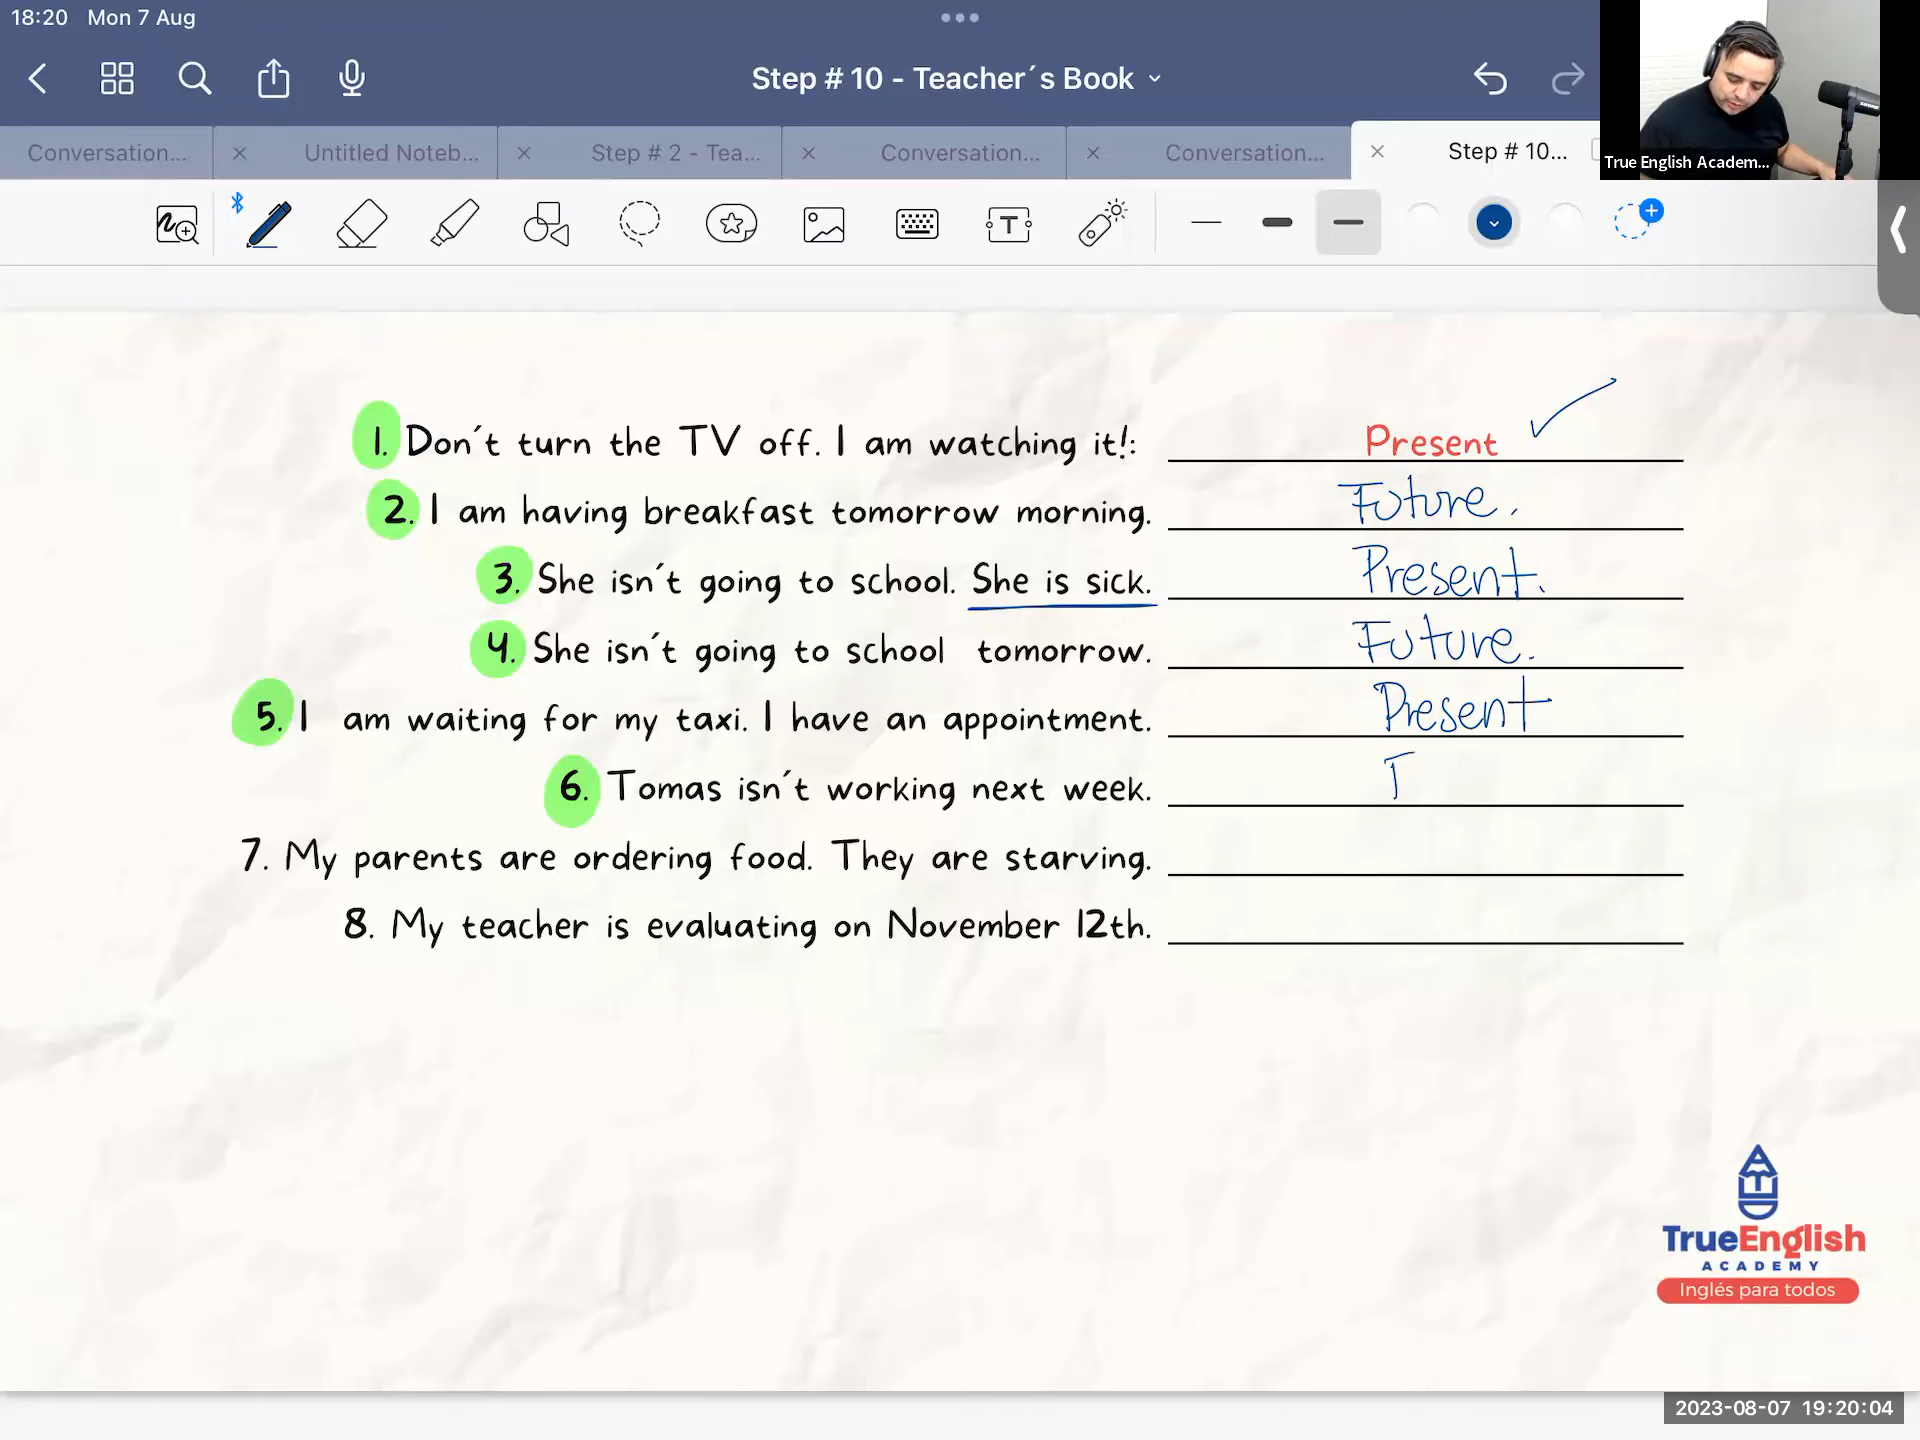 18:20 Mon 7 Aug
Step # 10 - Teacher´s Book
Conversation...
Untitled Noteb...
Step # 2 - Tea...
Conversation...
Conversation...
Step # 10...
True English Academ...
1. Don´t turn the TV off. I am watching it!: Present
2. I am having breakfast tomorrow morning. Future.
3. She isn´t going to school. She is sick. Present.
4. She isn´t going to school tomorrow. Future.
5. I am waiting for my taxi. I have an appointment. Present
6. Tomas isn´t working next week.
7. My parents are ordering food. They are starving.
8. My teacher is evaluating on November 12th.
TrueEnglish
ACADEMY
Inglés para todos
2023-08-07 19:20:04